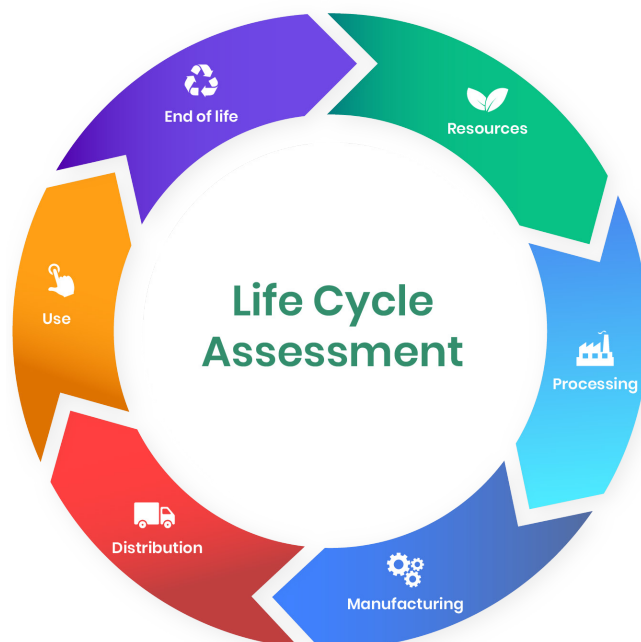 Life Cycle
Assessment
Resources
Processing
Manufacturing
Distribution
Use
End of life